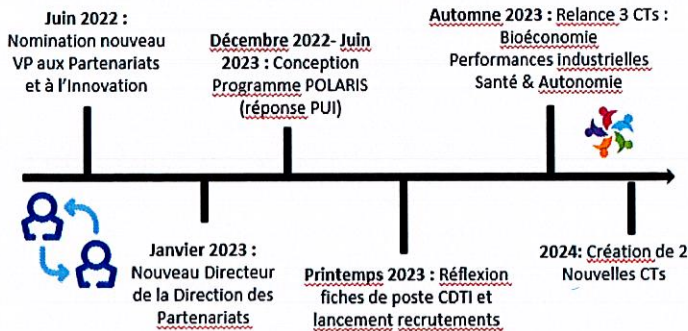 Juin 2022 :
Nomination nouveau
VP aux Partenariats
et à l'Innovation
Décembre 2022- Juin
2023 : Conception
Programme POLARIS
(réponse PUI)
Automne 2023 : Relance 3 CTs :
Bioéconomie
Performances industrielles
Santé & Autonomie
Janvier 2023 :
Nouveau Directeur
de la Direction des
Partenariats
Printemps 2023 : Réflexion
fiches de poste CDTI et
lancement recrutements
2024: Création de 2
Nouvelles CTs